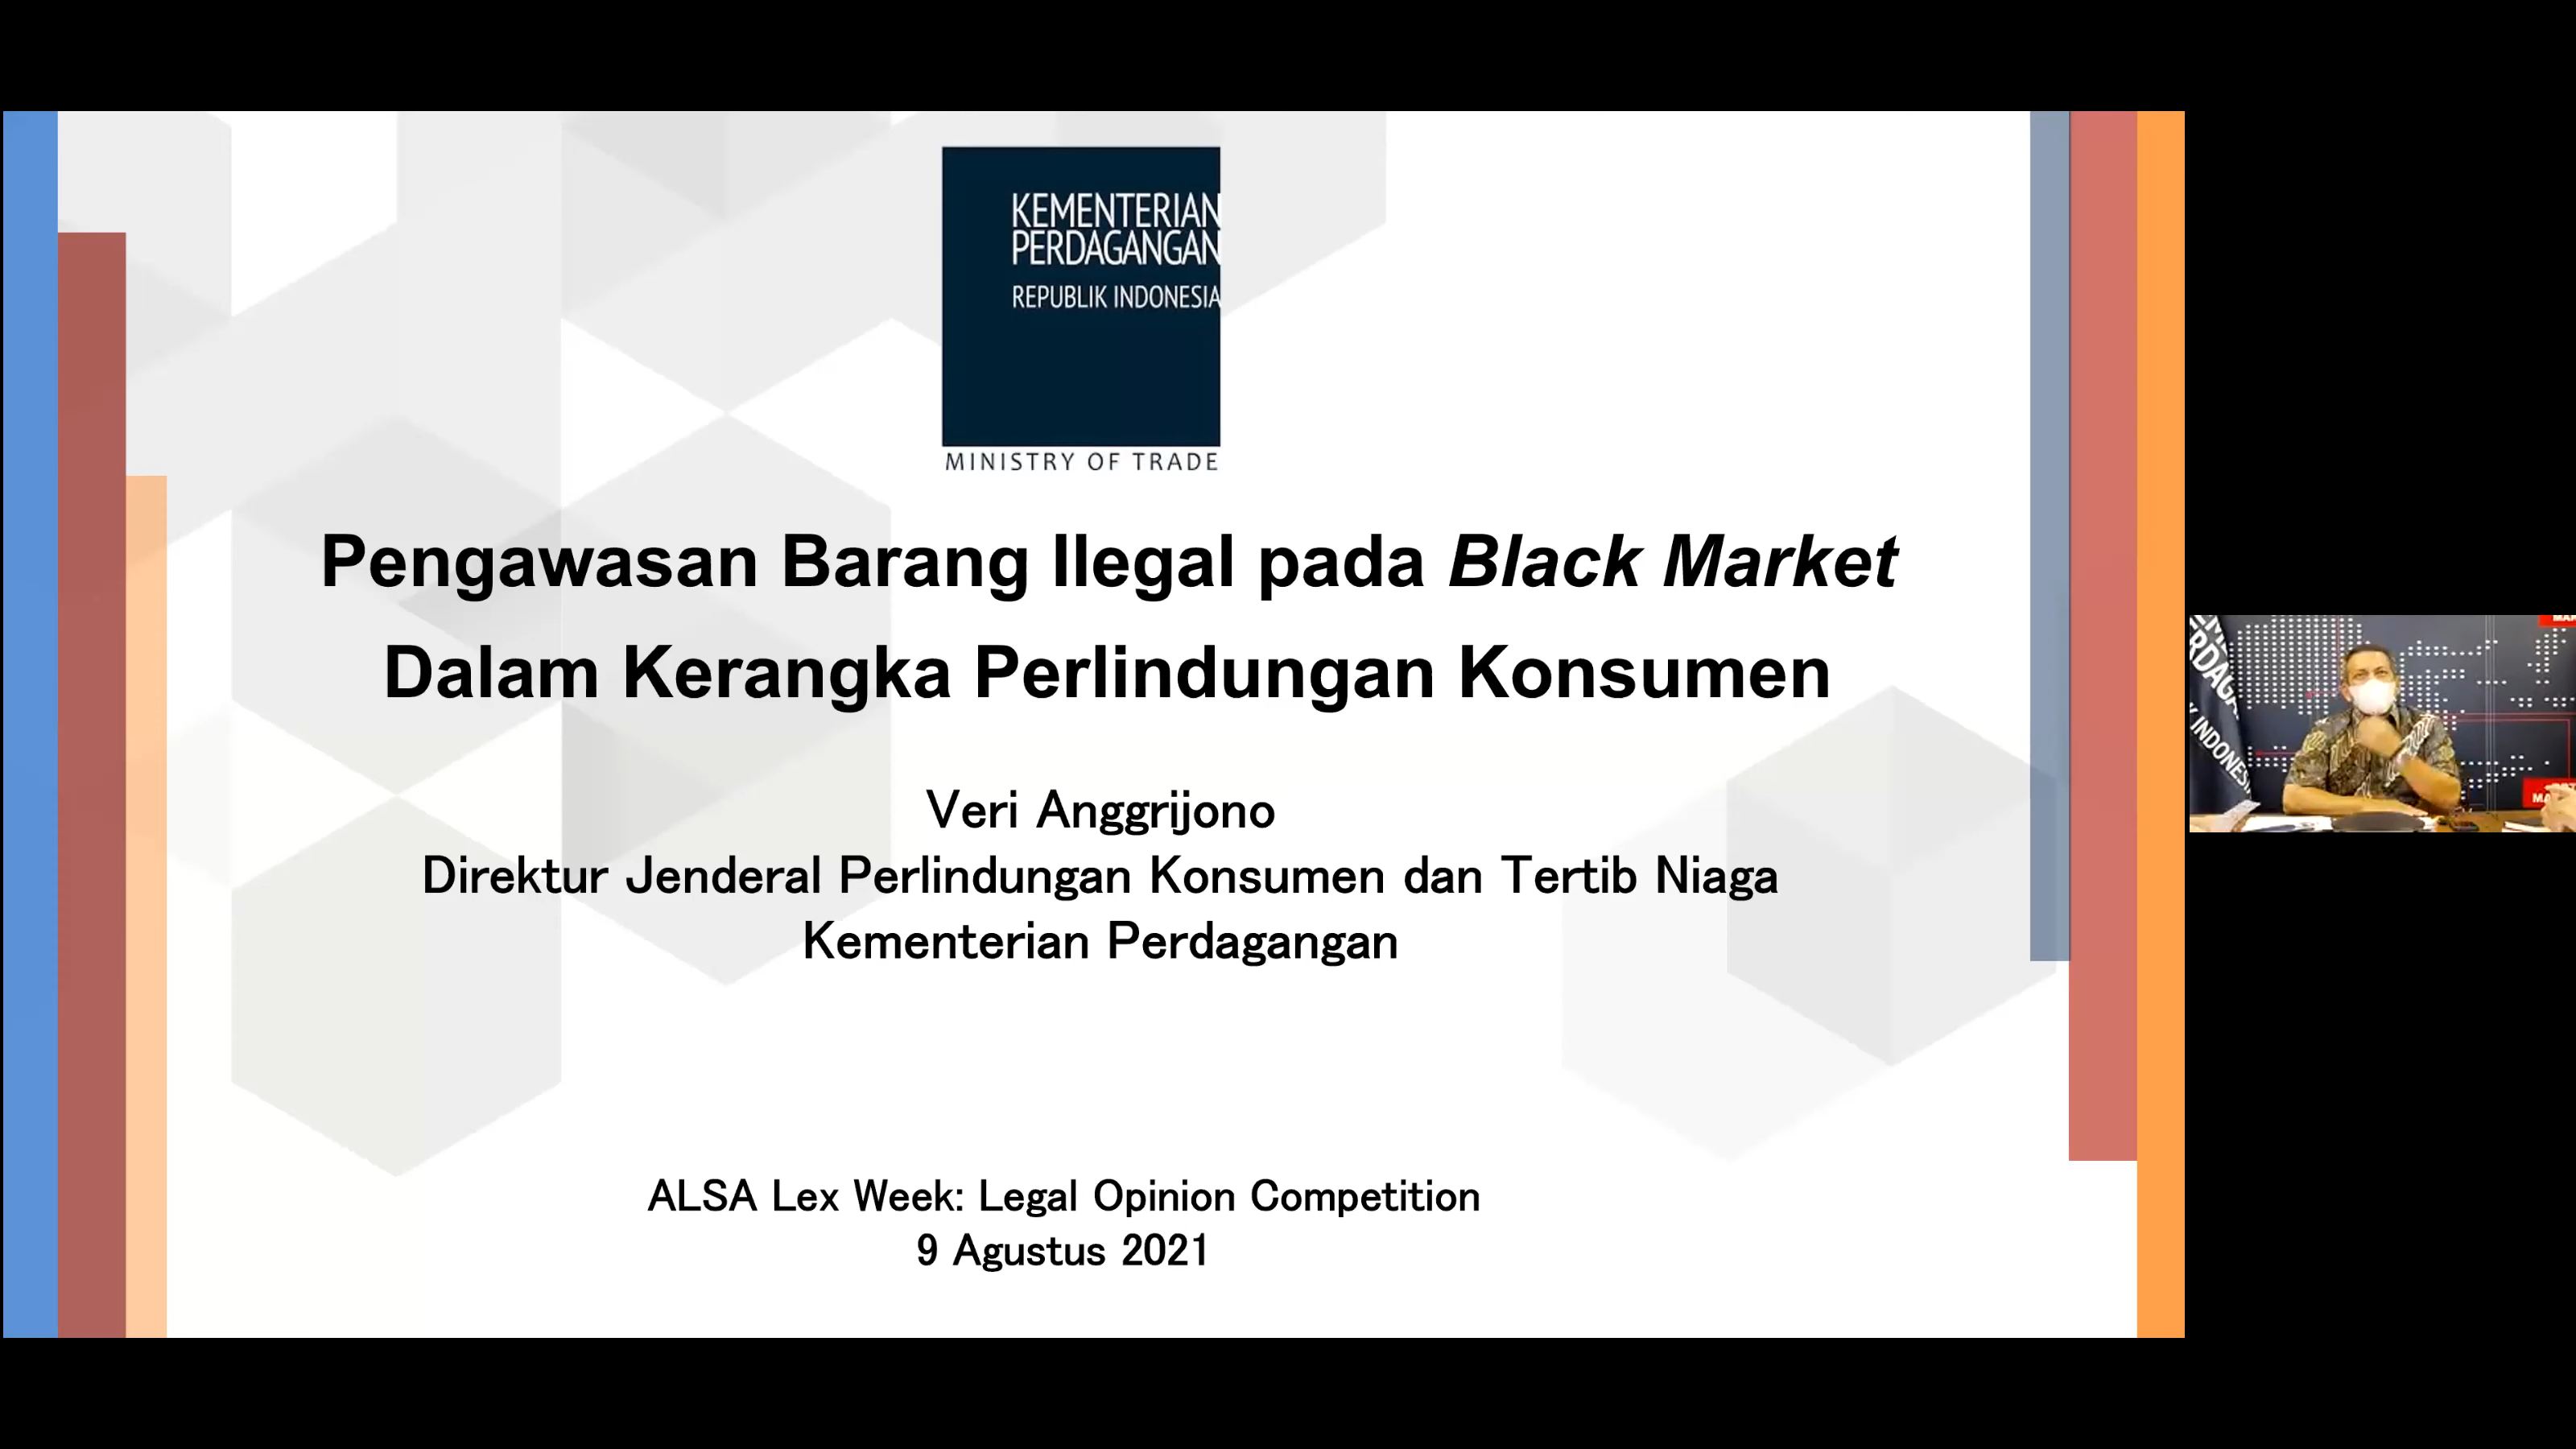 KEMENTERIAN
PERDAGANGAN
REPUBLIK INDONESIA
MINISTRY OF TRADE
Pengawasan Barang Ilegal pada Black Market
Dalam Kerangka Perlindungan Konsumen
Veri Anggrijono
Direktur Jenderal Perlindungan Konsumen dan Tertib Niaga
Kementerian Perdagangan
ALSA Lex Week: Legal Opinion Competition
9 Agustus 2021